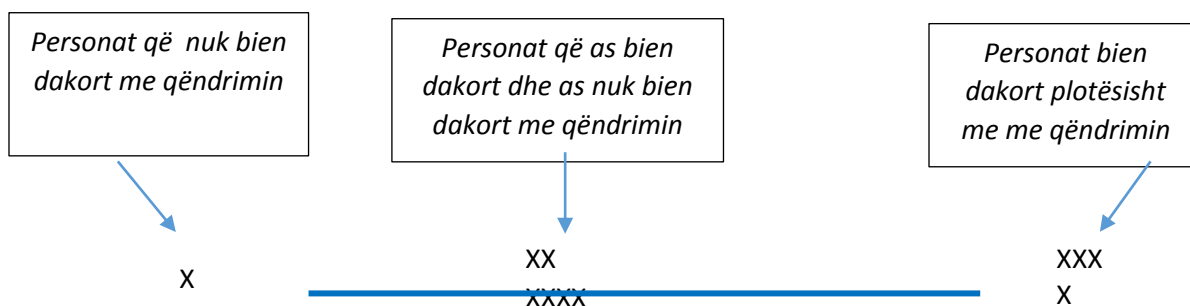 Personat që nuk bien
dakort me qëndrimin
Personat që as bien
dakort dhe as nuk bien
dakort me qëndrimin
Personat bien
dakort plotësisht
me me qëndrimin
X
XX
XXXX
XXX
X